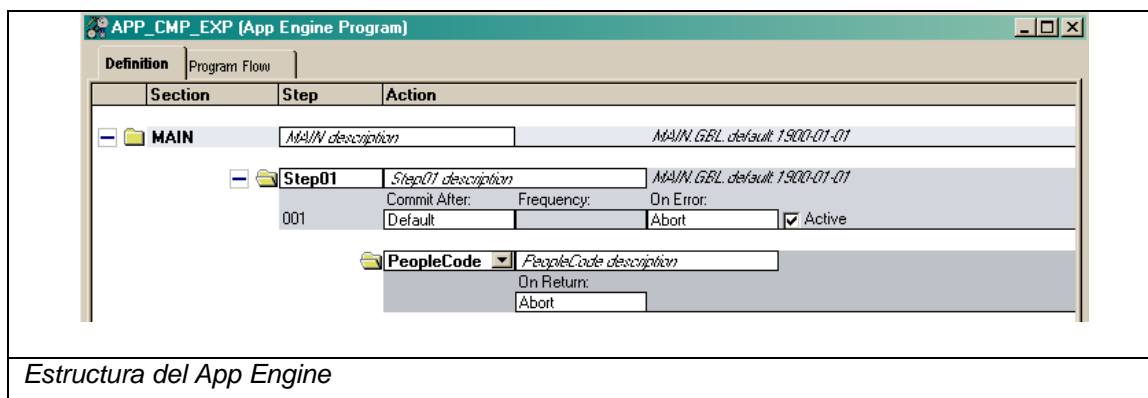 APP_CMP_EXP (App Engine Program)
Definition Program Flow
Section Step Action
MAIN MAIN description MAIN.GBL.default.1900-01-01
Step01 Step01 description MAIN.GBL.default.1900-01-01
Commit After: Frequency: On Error:
001 Default Abort Active
PeopleCode PeopleCode description
On Return:
Abort
Estructura del App Engine